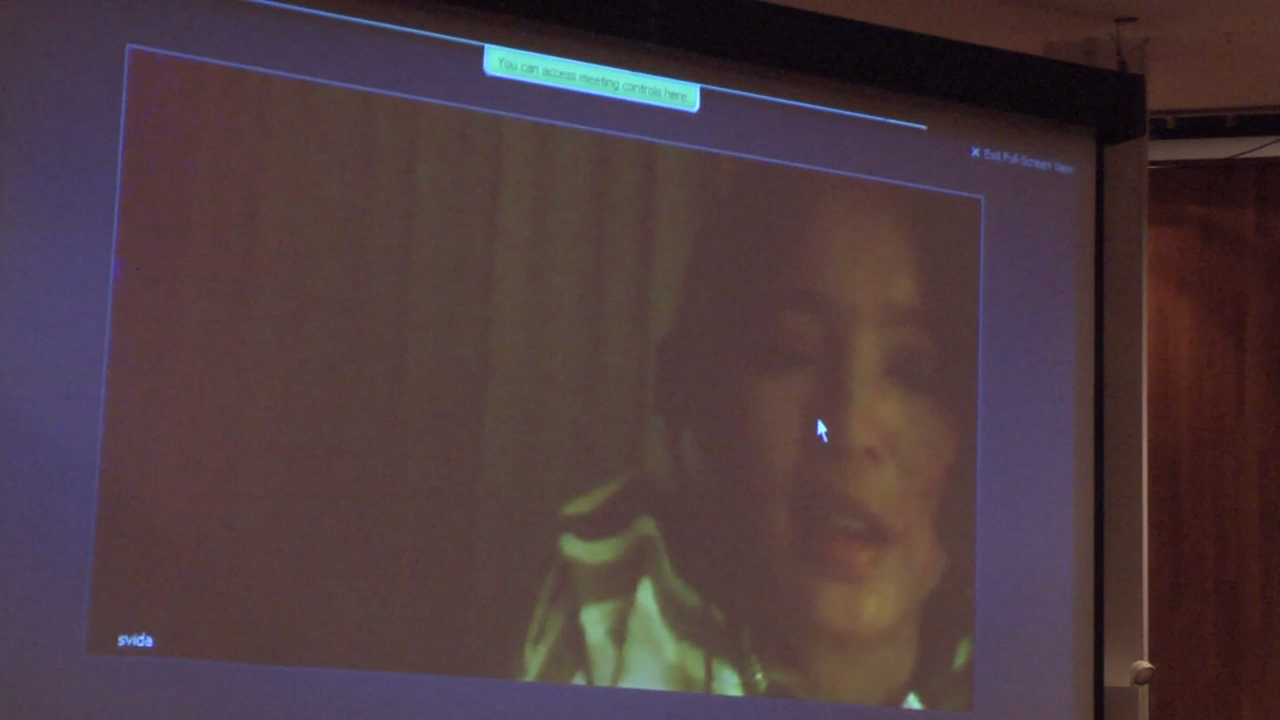 You can access meeting controls here
✕ Exit Full-Screen View
svida